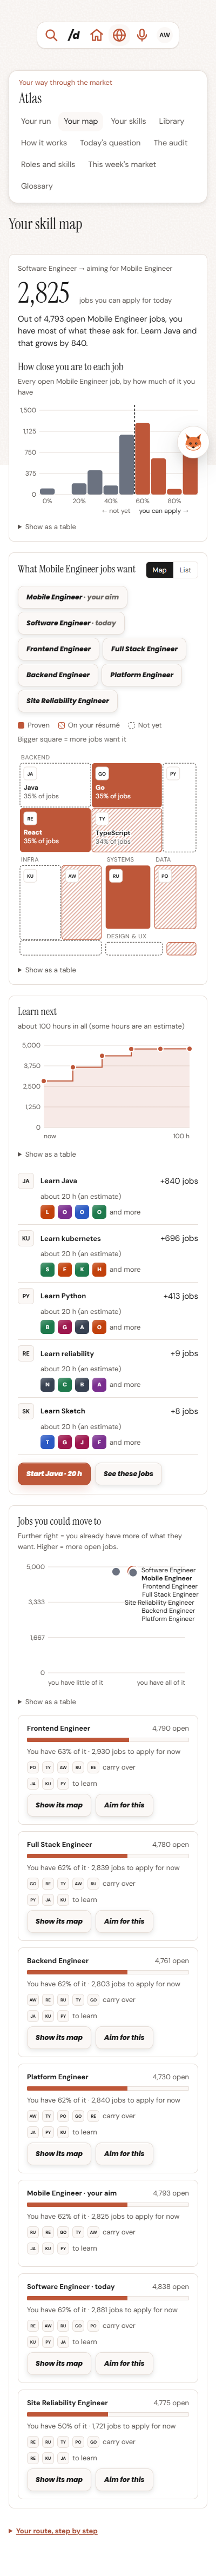 /d
AW
Your way through the market
Atlas
Your run
Your map
Your skills
Library
How it works
Today's question
The audit
Roles and skills
This week's market
Glossary
Your skill map
Software Engineer → aiming for Mobile Engineer
2,825 jobs you can apply for today
Out of 4,793 open Mobile Engineer jobs, you
have most of what these ask for. Learn Java and
that grows by 840.
How close you are to each job
Every open Mobile Engineer job, by how much of it you
have
1,500
1,125
750
375
0
0% 20% 40% 60% 80%
← not yet you can apply →
▶ Show as a table
What Mobile Engineer jobs want
Map
List
Mobile Engineer · your aim
Software Engineer · today
Frontend Engineer
Full Stack Engineer
Backend Engineer
Platform Engineer
Site Reliability Engineer
Proven On your résumé Not yet
Bigger square = more jobs want it
BACKEND
JA
Java
35% of jobs
GO
Go
35% of jobs
PY
RE
React
35% of jobs
TY
TypeScript
34% of jobs
INFRA
SYSTEMS
DATA
KU
AW
RU
PO
DESIGN & UX
▶ Show as a table
Learn next
about 100 hours in all (some hours are an estimate)
5,000
3,750
2,500
1,250
0
now 100 h
▶ Show as a table
JA Learn Java +840 jobs
about 20 h (an estimate)
L O O O and more
KU Learn kubernetes +696 jobs
about 20 h (an estimate)
S E K H and more
PY Learn Python +413 jobs
about 20 h (an estimate)
B G A O and more
RE Learn reliability +9 jobs
about 20 h (an estimate)
N C B A and more
SK Learn Sketch +8 jobs
about 20 h (an estimate)
T G J F and more
Start Java · 20 h
See these jobs
Jobs you could move to
Further right = you already have more of what they
want. Higher = more open jobs.
5,000
3,333
1,667
0
Software Engineer
Mobile Engineer
Frontend Engineer
Full Stack Engineer
Site Reliability Engineer
Backend Engineer
Platform Engineer
you have little of it you have all of it
▶ Show as a table
Frontend Engineer 4,790 open
You have 63% of it · 2,930 jobs to apply for now
PO TY AW RU RE carry over
JA KU PY to learn
Show its map
Aim for this
Full Stack Engineer 4,772 open
You have 62% of it · 2,839 jobs to apply for now
GO RE TY AW RU carry over
PY JA KU to learn
Show its map
Aim for this
Backend Engineer 4,761 open
You have 62% of it · 2,803 jobs to apply for now
AW RE RU TY GO carry over
JA KU PY to learn
Show its map
Aim for this
Platform Engineer 4,730 open
You have 62% of it · 2,840 jobs to apply for now
AW TY PO GO RE carry over
JA PY KU to learn
Show its map
Aim for this
Mobile Engineer · your aim 4,793 open
You have 62% of it · 2,825 jobs to apply for now
RU RE GO TY AW carry over
JA KU PY to learn
Software Engineer · today 4,838 open
You have 62% of it · 2,881 jobs to apply for now
RE AW RU GO PO carry over
KU PY JA to learn
Show its map
Aim for this
Site Reliability Engineer 4,775 open
You have 50% of it · 1,721 jobs to apply for now
RE RU TY PO GO carry over
RE KU JA to learn
Show its map
Aim for this
▶ Your route, step by step